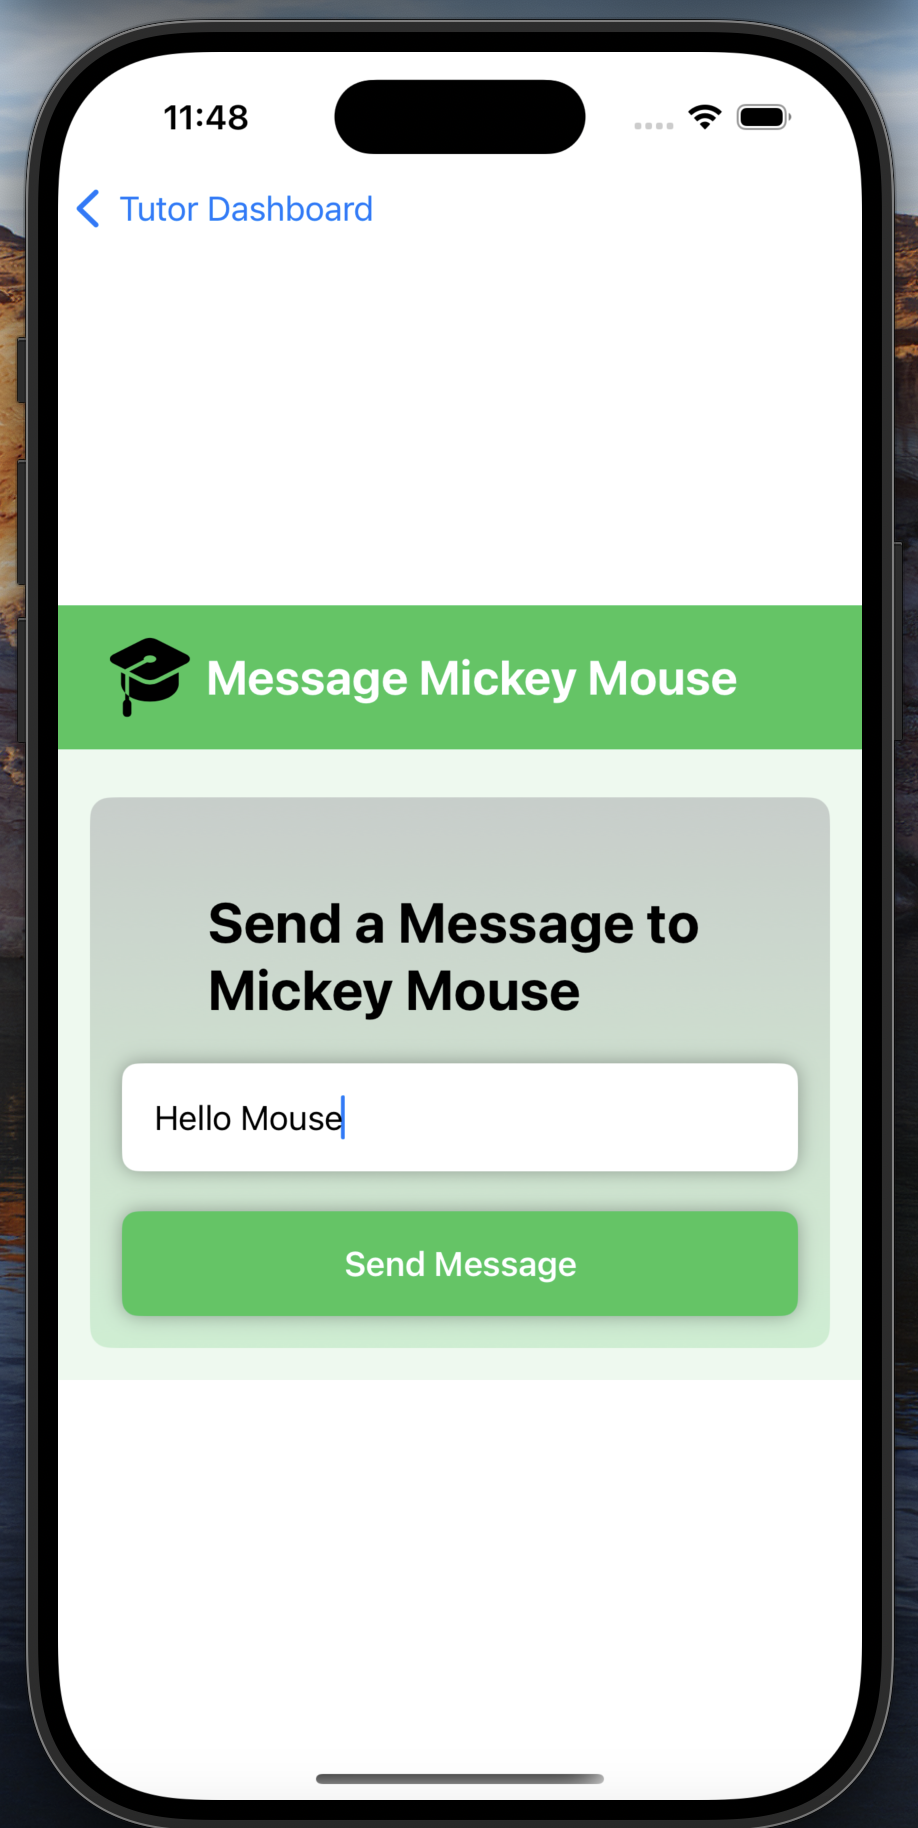 11:48
Tutor Dashboard
Message Mickey Mouse
Send a Message to
Mickey Mouse
Hello Mouse
Send Message